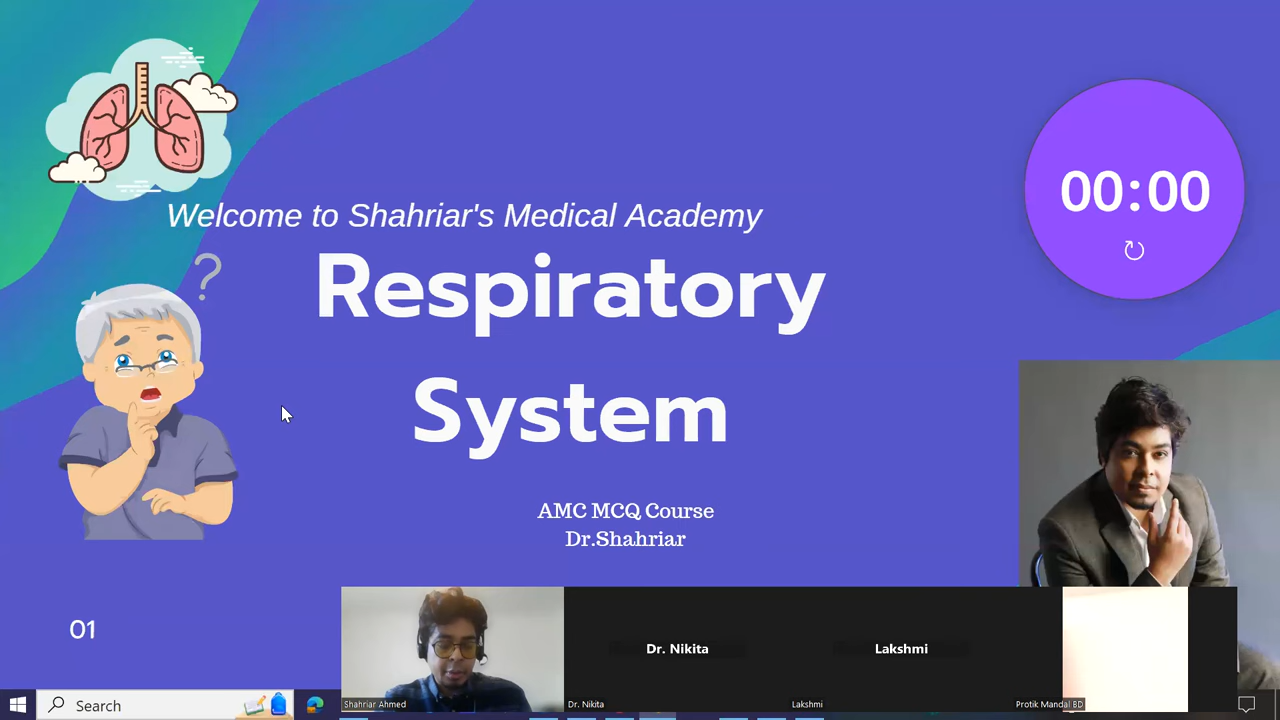 Welcome to Shahriar's Medical Academy
Respiratory
System
00:00
?
AMC MCQ Course
Dr.Shahriar
01
Dr. Nikita
Lakshmi
Shahriar Ahmed
Dr. Nikita
Lakshmi
Protik Mandal BD
Search